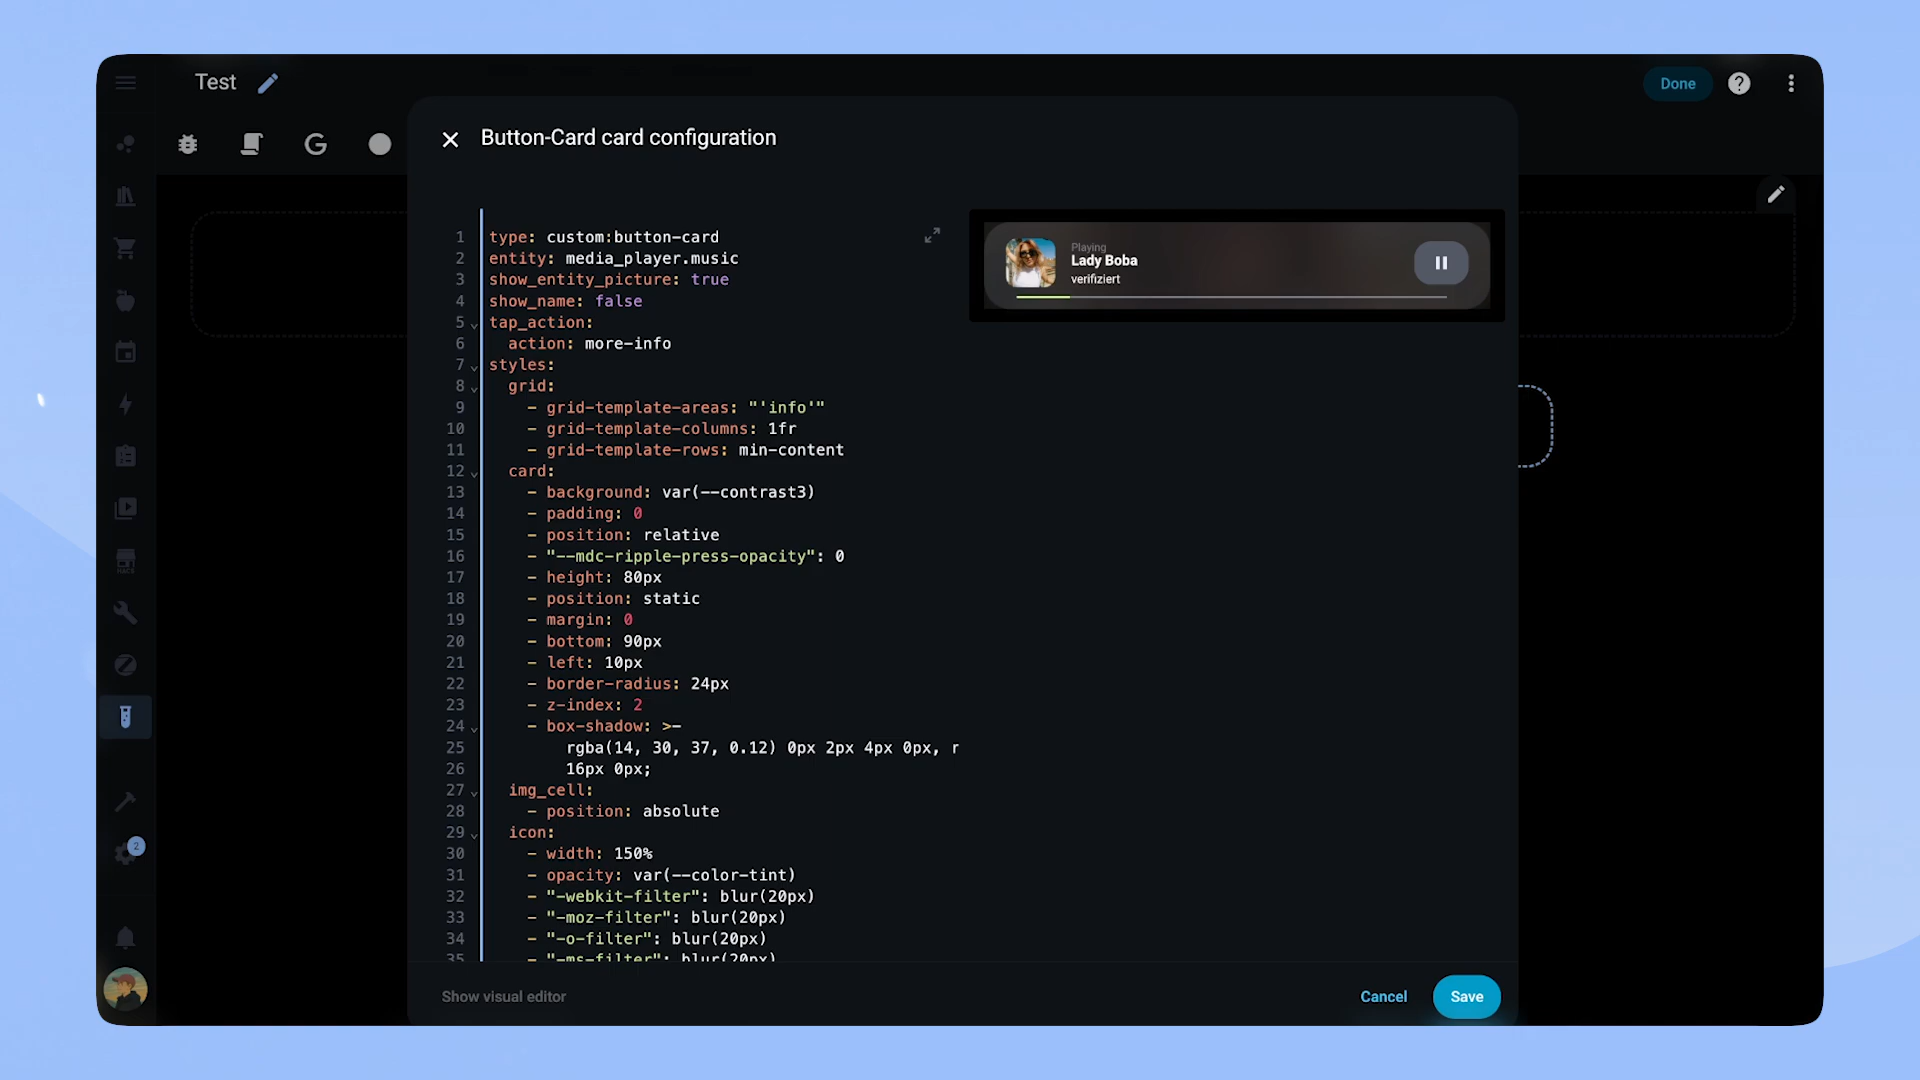 Test
Done
Button-Card card configuration
1 type: custom:button-card
2 entity: media_player.music
3 show_entity_picture: true
4 show_name: false
5 tap_action:
6 action: more-info
7 styles:
8 grid:
9 - grid-template-areas: "'info'"
10 - grid-template-columns: 1fr
11 - grid-template-rows: min-content
12 card:
13 - background: var(--contrast3)
14 - padding: 0
15 - position: relative
16 - "--mdc-ripple-press-opacity": 0
17 - height: 80px
18 - position: static
19 - margin: 0
20 - bottom: 90px
21 - left: 10px
22 - border-radius: 24px
23 - z-index: 2
24 - box-shadow: >-
25 rgba(14, 30, 37, 0.12) 0px 2px 4px 0px, r
26 16px 0px;
27 img_cell:
28 - position: absolute
29 icon:
30 - width: 150%
31 - opacity: var(--color-tint)
32 - "-webkit-filter": blur(20px)
33 - "-moz-filter": blur(20px)
34 - "-o-filter": blur(20px)
35 - "-ms-filter": blur(20px)
Playing
Lady Boba
verifiziert
HACS
2
Show visual editor
Cancel
Save